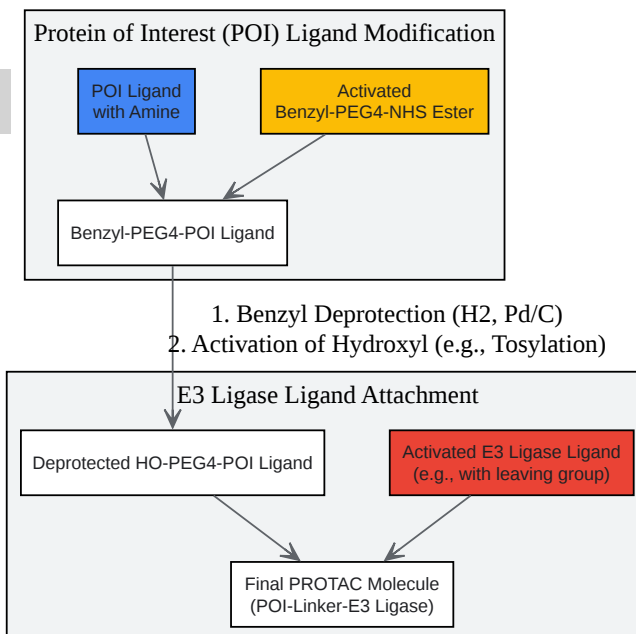 Protein of Interest (POI) Ligand Modification
POI Ligand
with Amine
Activated
Benzyl-PEG4-NHS Ester
Benzyl-PEG4-POI Ligand
1. Benzyl Deprotection (H2, Pd/C)
2. Activation of Hydroxyl (e.g., Tosylation)
E3 Ligase Ligand Attachment
Deprotected HO-PEG4-POI Ligand
Activated E3 Ligase Ligand
(e.g., with leaving group)
Final PROTAC Molecule
(POI-Linker-E3 Ligase)